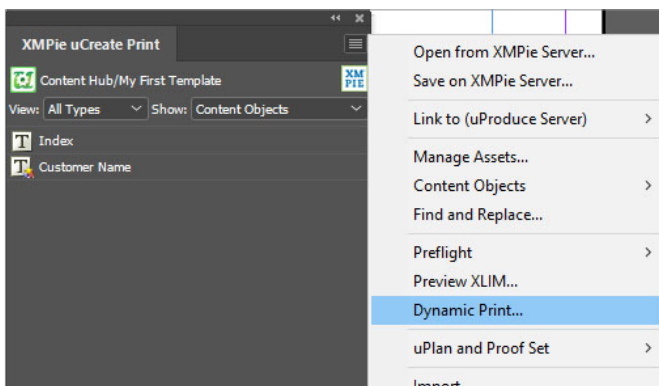 XMPie uCreate Print
Content Hub/My First Template
XM
PIE
View: All Types Show: Content Objects
T Index
T Customer Name
Open from XMPie Server...
Save on XMPie Server...
Link to (uProduce Server)
Manage Assets...
Content Objects
Find and Replace...
Preflight
Preview XLIM...
Dynamic Print...
uPlan and Proof Set
Import